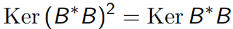 Ker (B*B)² = Ker B*B